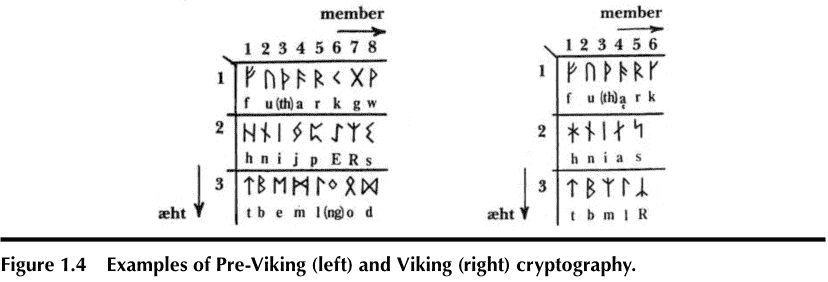 member
1 2 3 4 5 6 7 8
1 ᚠ ᚢ ᚦ ᚨ ᚱ ᚲ ᚷ ᚹ
f u (th) a r k g w
2 ᚺ ᚾ ᛁ ᛃ ᛈ ᛇ ᛉ ᛊ
h n i j p E R s
3 ᛏ ᛒ ᛖ ᛗ ᛚ ᛜ ᛟ ᛞ
æht t b e m l (ng) o d
member
1 2 3 4 5 6
1 ᚠ ᚢ ᚦ ᚬ ᚱ ᚴ
f u (th) ą r k
2 ᚼ ᚾ ᛁ ᛅ ᛋ
h n i a s
3 ᛏ ᛒ ᛘ ᛚ ᛦ
æht t b m l R
Figure 1.4 Examples of Pre-Viking (left) and Viking (right) cryptography.